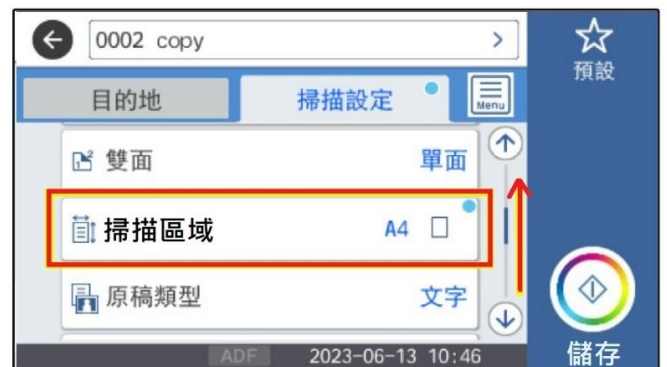 0002 copy
預設
目的地
掃描設定
Menu
雙面 單面
掃描區域 A4
原稿類型 文字
ADF 2023-06-13 10:46
儲存